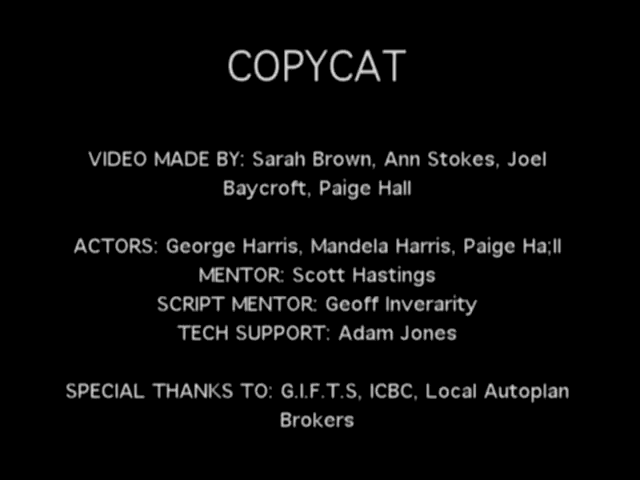 COPYCAT
VIDEO MADE BY: Sarah Brown, Ann Stokes, Joel
Baycroft, Paige Hall
ACTORS: George Harris, Mandela Harris, Paige Ha;ll
MENTOR: Scott Hastings
SCRIPT MENTOR: Geoff Inverarity
TECH SUPPORT: Adam Jones
SPECIAL THANKS TO: G.I.F.T.S, ICBC, Local Autoplan
Brokers